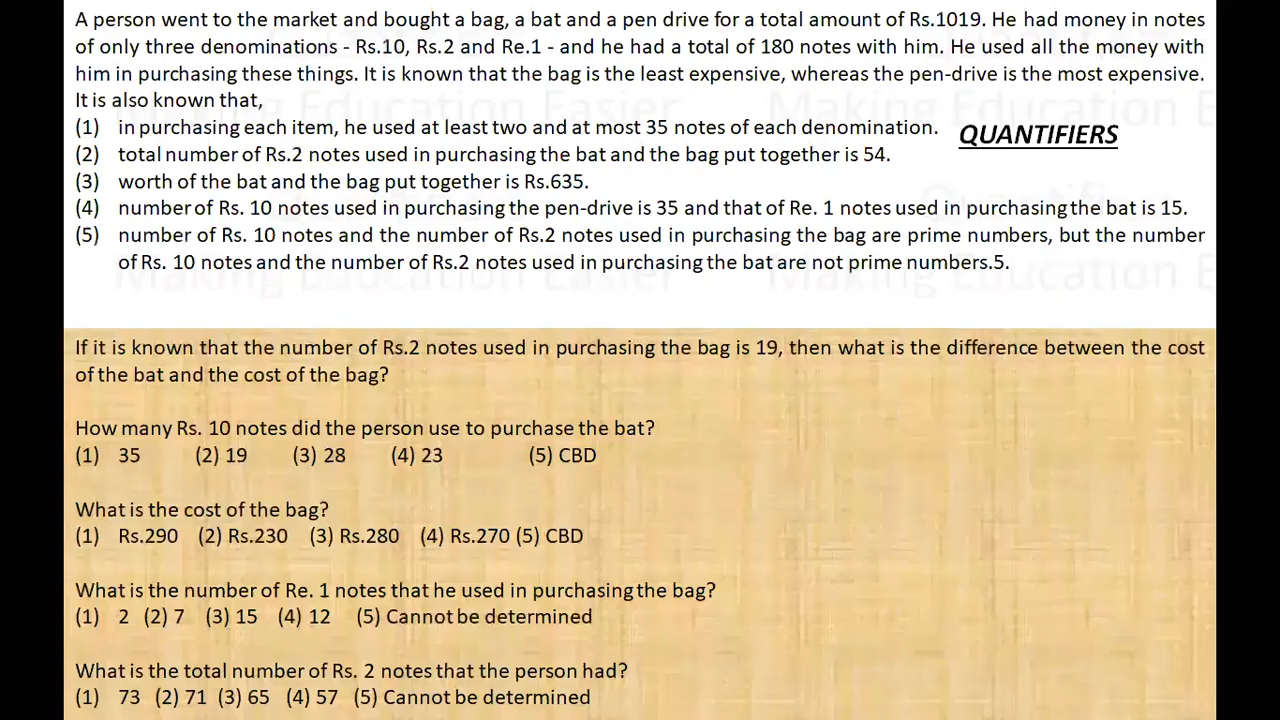 A person went to the market and bought a bag, a bat and a pen drive for a total amount of Rs.1019. He had money in notes
of only three denominations - Rs.10, Rs.2 and Re.1 - and he had a total of 180 notes with him. He used all the money with
him in purchasing these things. It is known that the bag is the least expensive, whereas the pen-drive is the most expensive.
It is also known that,
(1) in purchasing each item, he used at least two and at most 35 notes of each denomination.
QUANTIFIERS
(2) total number of Rs.2 notes used in purchasing the bat and the bag put together is 54.
(3) worth of the bat and the bag put together is Rs.635.
(4) number of Rs. 10 notes used in purchasing the pen-drive is 35 and that of Re. 1 notes used in purchasing the bat is 15.
(5) number of Rs. 10 notes and the number of Rs.2 notes used in purchasing the bag are prime numbers, but the number
of Rs. 10 notes and the number of Rs.2 notes used in purchasing the bat are not prime numbers.5.
If it is known that the number of Rs.2 notes used in purchasing the bag is 19, then what is the difference between the cost
of the bat and the cost of the bag?
How many Rs. 10 notes did the person use to purchase the bat?
(1) 35 (2) 19 (3) 28 (4) 23 (5) CBD
What is the cost of the bag?
(1) Rs.290 (2) Rs.230 (3) Rs.280 (4) Rs.270 (5) CBD
What is the number of Re. 1 notes that he used in purchasing the bag?
(1) 2 (2) 7 (3) 15 (4) 12 (5) Cannot be determined
What is the total number of Rs. 2 notes that the person had?
(1) 73 (2) 71 (3) 65 (4) 57 (5) Cannot be determined